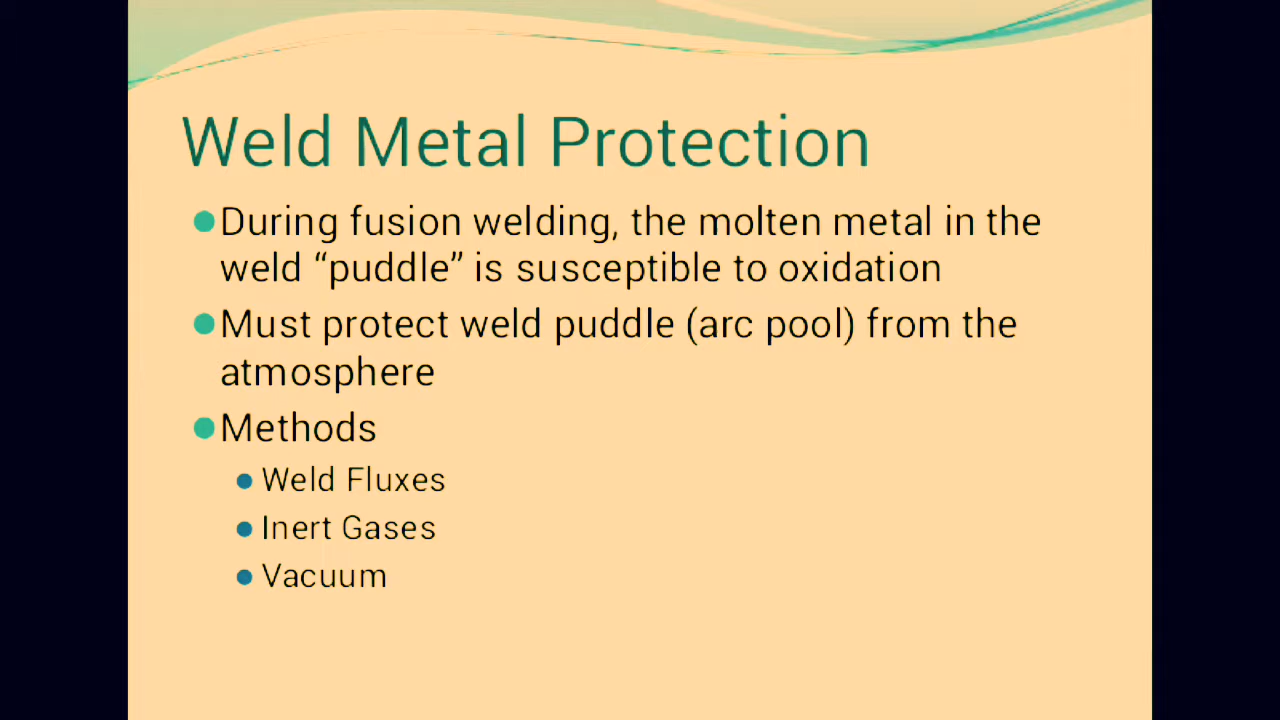 Weld Metal Protection
During fusion welding, the molten metal in the
weld “puddle” is susceptible to oxidation
Must protect weld puddle (arc pool) from the
atmosphere
Methods
Weld Fluxes
Inert Gases
Vacuum